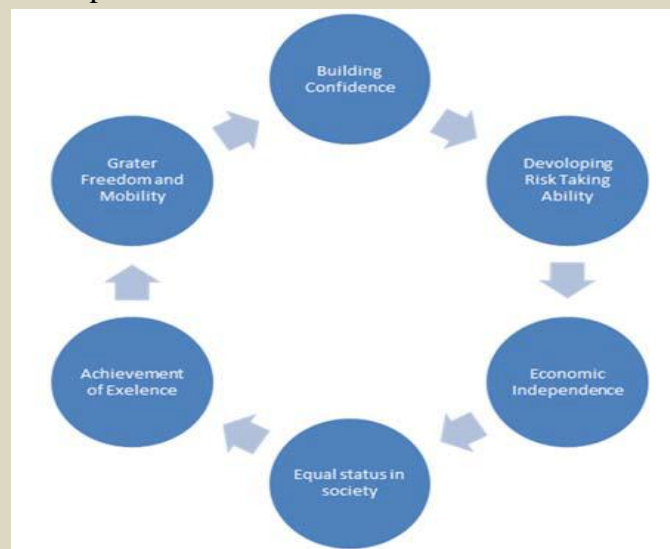 Building
Confidence
Devoloping
Risk Taking
Ability
Economic
Independence
Equal status in
society
Achievement
of Exelence
Grater
Freedom and
Mobility